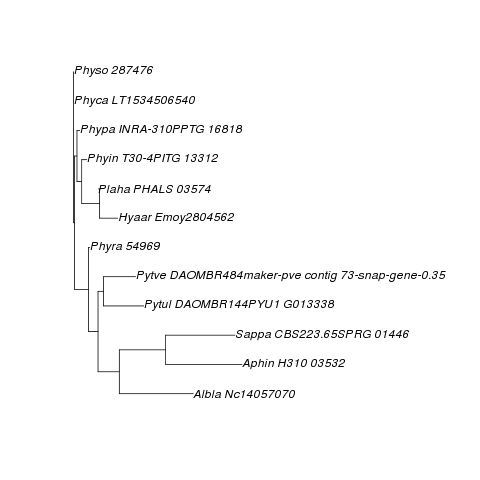 Physo 287476
Phyca LT1534506540
Phypa INRA-310PPTG 16818
Phyin T30-4PITG 13312
Plaha PHALS 03574
Hyaar Emoy2804562
Phyra 54969
Pytve DAOMBR484maker-pve contig 73-snap-gene-0.35
Pytul DAOMBR144PYU1 G013338
Sappa CBS223.65SPRG 01446
Aphin H310 03532
Albla Nc14057070